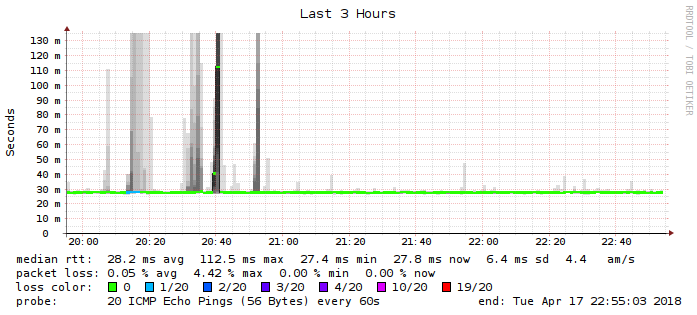 Last 3 Hours
RRDTOOL / TOBI OETIKER
Seconds
130 m
120 m
110 m
100 m
90 m
80 m
70 m
60 m
50 m
40 m
30 m
20 m
10 m
0
20:00 20:20 20:40 21:00 21:20 21:40 22:00 22:20 22:40
median rtt: 28.2 ms avg 112.5 ms max 27.4 ms min 27.8 ms now 6.4 ms sd 4.4 am/s
packet loss: 0.05 % avg 4.42 % max 0.00 % min 0.00 % now
loss color: 0 1/20 2/20 3/20 4/20 10/20 19/20
probe: 20 ICMP Echo Pings (56 Bytes) every 60s end: Tue Apr 17 22:55:03 2018